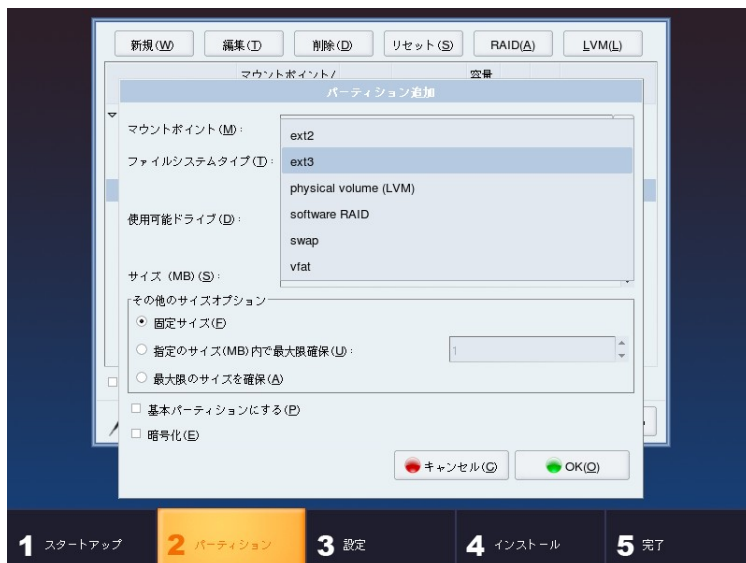 新規(W) 編集(T) 削除(D) リセット(S) RAID(A) LVM(L)
マウントポイント/ 容量
パーティション追加
マウントポイント(M):
ext2
ファイルシステムタイプ(T): ext3
physical volume (LVM)
使用可能ドライブ(D): software RAID
swap
vfat
サイズ (MB)(S):
その他のサイズオプション
固定サイズ(F)
指定のサイズ(MB)内で最大限確保(U): 1
最大限のサイズを確保(A)
基本パーティションにする(P)
暗号化(E)
キャンセル(C) OK(O)
1 スタートアップ 2 パーティション 3 設定 4 インストール 5 完了